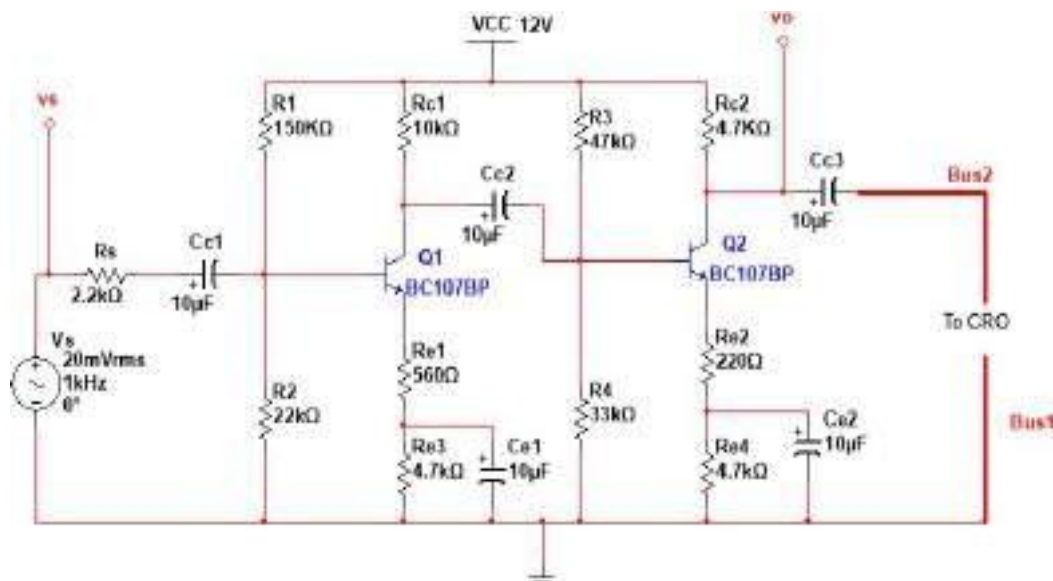 VCC 12V
vo
vs
R1
150KΩ
Rc1
10kΩ
R3
47kΩ
Rc2
4.7KΩ
Cc2
10µF
Cc3
10µF
Bus2
Rs
2.2kΩ
Cc1
10µF
Q1
BC107BP
Q2
BC107BP
To CRO
Vs
20mVrms
1kHz
0°
Re1
560Ω
Re2
220Ω
R2
22kΩ
R4
33kΩ
Re3
4.7kΩ
Ce1
10µF
Re4
4.7kΩ
Ce2
10µF
Bus1